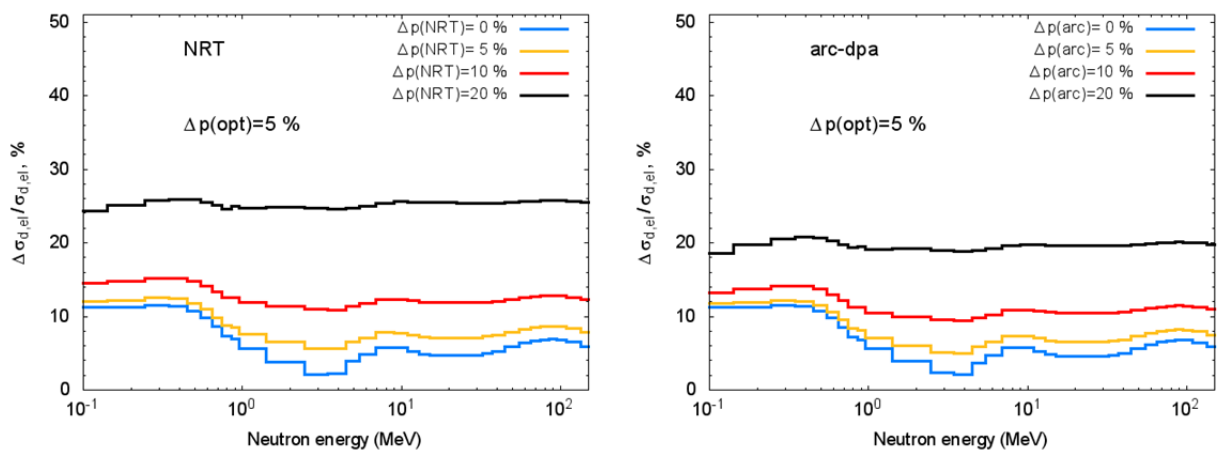 Δσd,el/σd,el, %
50
40
30
20
10
0
NRT
Δp(NRT)= 0 %
Δp(NRT)= 5 %
Δp(NRT)=10 %
Δp(NRT)=20 %
Δp(opt)=5 %
10-1 100 101 102
Neutron energy (MeV)
Δσd,el/σd,el, %
50
40
30
20
10
0
arc-dpa
Δp(arc)= 0 %
Δp(arc)= 5 %
Δp(arc)=10 %
Δp(arc)=20 %
Δp(opt)=5 %
10-1 100 101 102
Neutron energy (MeV)